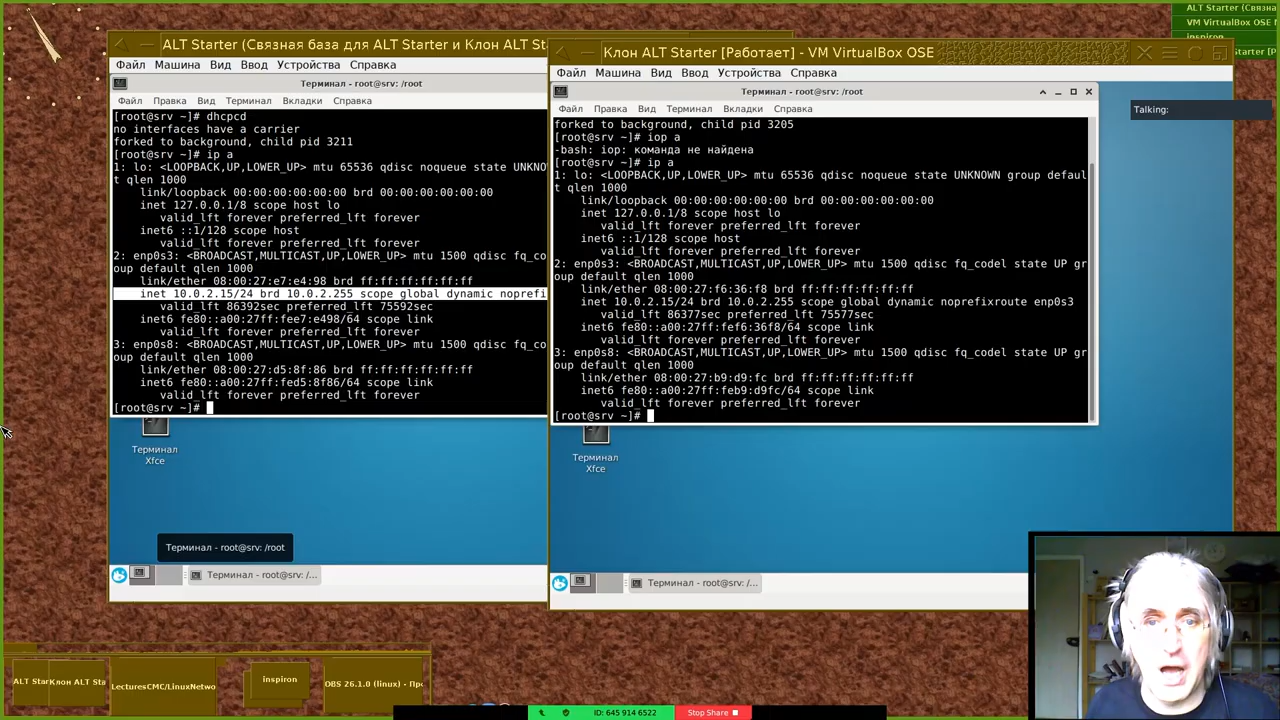 ALT Starter (Связна
VM VirtualBox OSE
inspiron
ALT Starter (Связная база для ALT Starter и Клон ALT St
Файл Машина Вид Ввод Устройства Справка
Терминал - root@srv: /root
Файл Правка Вид Терминал Вкладки Справка
[root@srv ~]# dhcpcd
no interfaces have a carrier
forked to background, child pid 3211
[root@srv ~]# ip a
1: lo: <LOOPBACK,UP,LOWER_UP> mtu 65536 qdisc noqueue state UNKNO
t qlen 1000
link/loopback 00:00:00:00:00:00 brd 00:00:00:00:00:00
inet 127.0.0.1/8 scope host lo
valid_lft forever preferred_lft forever
inet6 ::1/128 scope host
valid_lft forever preferred_lft forever
2: enp0s3: <BROADCAST,MULTICAST,UP,LOWER_UP> mtu 1500 qdisc fq_co
oup default qlen 1000
link/ether 08:00:27:e7:e4:98 brd ff:ff:ff:ff:ff:ff
inet 10.0.2.15/24 brd 10.0.2.255 scope global dynamic noprefi
valid_lft 86392sec preferred_lft 75592sec
inet6 fe80::a00:27ff:fee7:e498/64 scope link
valid_lft forever preferred_lft forever
3: enp0s8: <BROADCAST,MULTICAST,UP,LOWER_UP> mtu 1500 qdisc fq_co
oup default qlen 1000
link/ether 08:00:27:d5:8f:86 brd ff:ff:ff:ff:ff:ff
inet6 fe80::a00:27ff:fed5:8f86/64 scope link
valid_lft forever preferred_lft forever
[root@srv ~]#
Терминал
Xfce
Терминал - root@srv: /root
Терминал - root@srv: /...
Клон ALT Starter [Работает] - VM VirtualBox OSE
Файл Машина Вид Ввод Устройства Справка
Терминал - root@srv: /root
Файл Правка Вид Терминал Вкладки Справка
forked to background, child pid 3205
[root@srv ~]# iop a
-bash: iop: команда не найдена
[root@srv ~]# ip a
1: lo: <LOOPBACK,UP,LOWER_UP> mtu 65536 qdisc noqueue state UNKNOWN group defaul
t qlen 1000
link/loopback 00:00:00:00:00:00 brd 00:00:00:00:00:00
inet 127.0.0.1/8 scope host lo
valid_lft forever preferred_lft forever
inet6 ::1/128 scope host
valid_lft forever preferred_lft forever
2: enp0s3: <BROADCAST,MULTICAST,UP,LOWER_UP> mtu 1500 qdisc fq_codel state UP gr
oup default qlen 1000
link/ether 08:00:27:f6:36:f8 brd ff:ff:ff:ff:ff:ff
inet 10.0.2.15/24 brd 10.0.2.255 scope global dynamic noprefixroute enp0s3
valid_lft 86377sec preferred_lft 75577sec
inet6 fe80::a00:27ff:fef6:36f8/64 scope link
valid_lft forever preferred_lft forever
3: enp0s8: <BROADCAST,MULTICAST,UP,LOWER_UP> mtu 1500 qdisc fq_codel state UP gr
oup default qlen 1000
link/ether 08:00:27:b9:d9:fc brd ff:ff:ff:ff:ff:ff
inet6 fe80::a00:27ff:feb9:d9fc/64 scope link
valid_lft forever preferred_lft forever
[root@srv ~]#
Терминал
Xfce
Терминал - root@srv: /...
Talking:
ALT Star Клон ALT Sta LecturesCMC/LinuxNetwo inspiron OBS 26.1.0 (linux) - Прс
ID: 645 914 6522 Stop Share